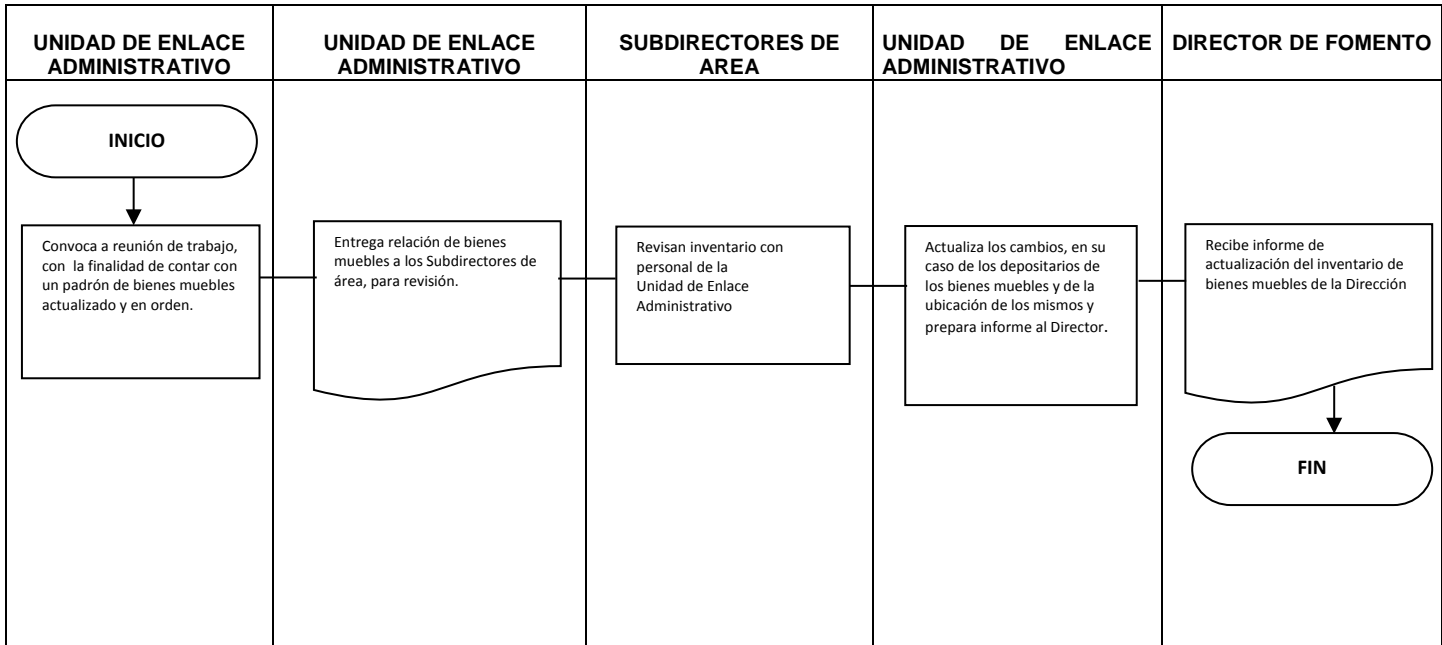 UNIDAD DE ENLACE
ADMINISTRATIVO
UNIDAD DE ENLACE
ADMINISTRATIVO
SUBDIRECTORES DE
AREA
UNIDAD DE ENLACE
ADMINISTRATIVO
DIRECTOR DE FOMENTO
INICIO
Convoca a reunión de trabajo,
con la finalidad de contar con
un padrón de bienes muebles
actualizado y en orden.
Entrega relación de bienes
muebles a los Subdirectores de
área, para revisión.
Revisan inventario con
personal de la
Unidad de Enlace
Administrativo
Actualiza los cambios, en su
caso de los depositarios de
los bienes muebles y de la
ubicación de los mismos y
prepara informe al Director.
Recibe informe de
actualización del inventario de
bienes muebles de la Dirección
FIN